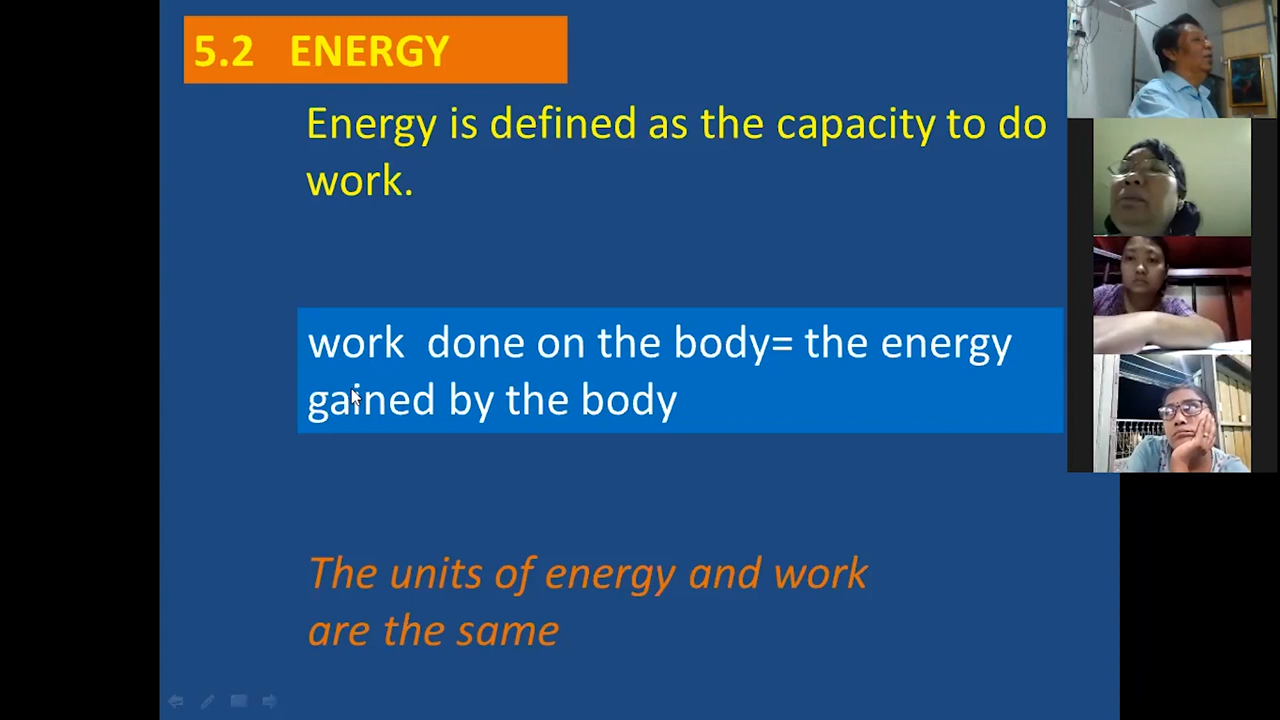 5.2 ENERGY
Energy is defined as the capacity to do
work.
work done on the body= the energy
gained by the body
The units of energy and work
are the same